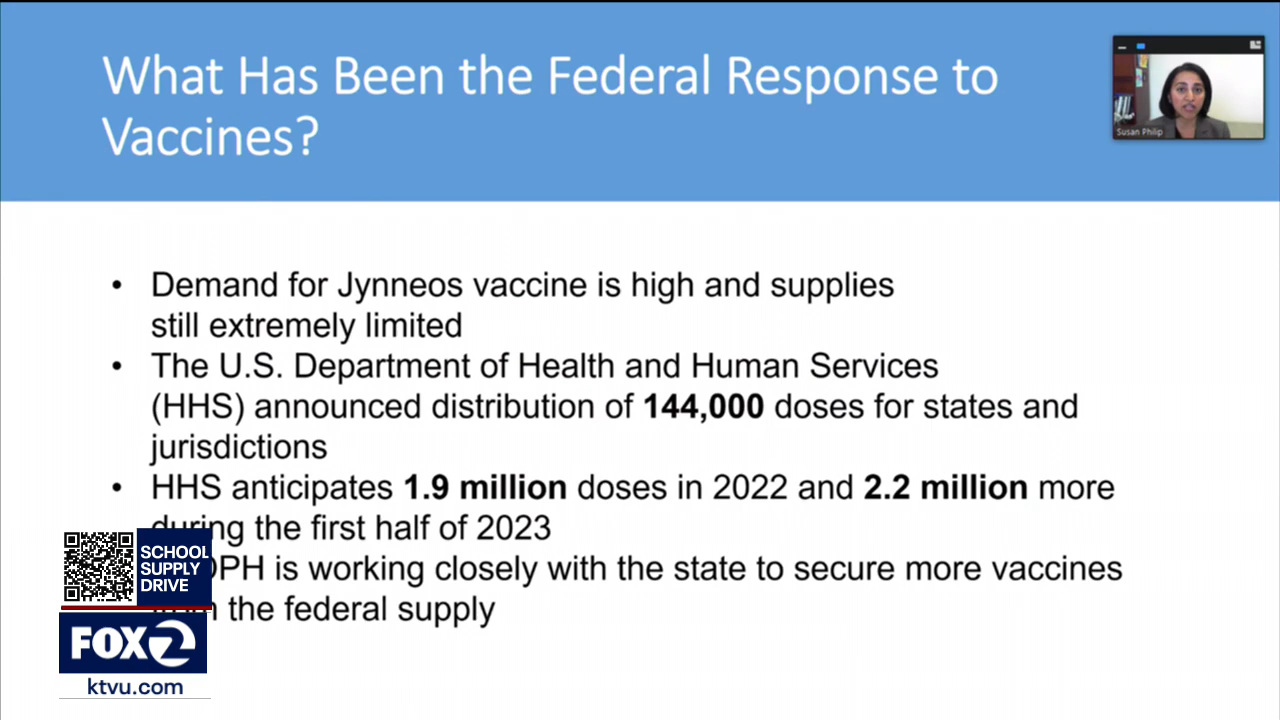 What Has Been the Federal Response to
Vaccines?
Susan Philip
• Demand for Jynneos vaccine is high and supplies
still extremely limited
• The U.S. Department of Health and Human Services
(HHS) announced distribution of 144,000 doses for states and
jurisdictions
• HHS anticipates 1.9 million doses in 2022 and 2.2 million more
during the first half of 2023
DPH is working closely with the state to secure more vaccines
the federal supply
SCHOOL
SUPPLY
DRIVE
FOX 2
ktvu.com